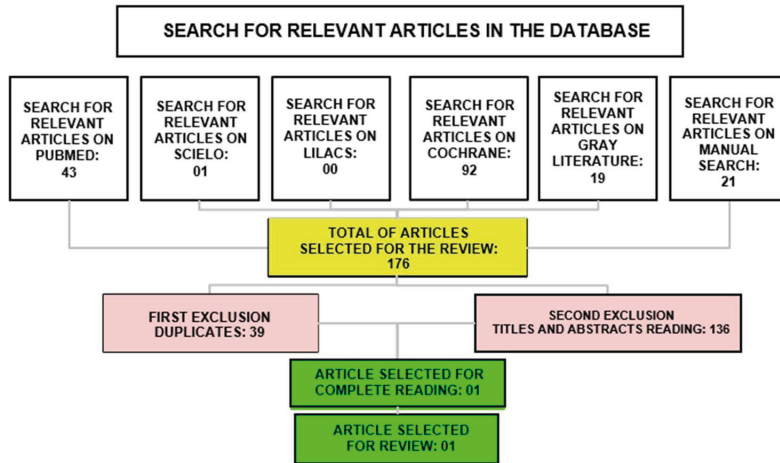 SEARCH FOR RELEVANT ARTICLES IN THE DATABASE
SEARCH FOR
RELEVANT
ARTICLES ON
PUBMED:
43
SEARCH FOR
RELEVANT
ARTICLES ON
SCIELO:
01
SEARCH FOR
RELEVANT
ARTICLES ON
LILACS:
00
SEARCH FOR
RELEVANT
ARTICLES ON
COCHRANE:
92
SEARCH FOR
RELEVANT
ARTICLES ON
GRAY
LITERATURE:
19
SEARCH FOR
RELEVANT
ARTICLES ON
MANUAL
SEARCH:
21
TOTAL OF ARTICLES
SELECTED FOR THE REVIEW:
176
FIRST EXCLUSION
DUPLICATES: 39
SECOND EXCLUSION
TITLES AND ABSTRACTS READING: 136
ARTICLE SELECTED FOR
COMPLETE READING: 01
ARTICLE SELECTED
FOR REVIEW: 01